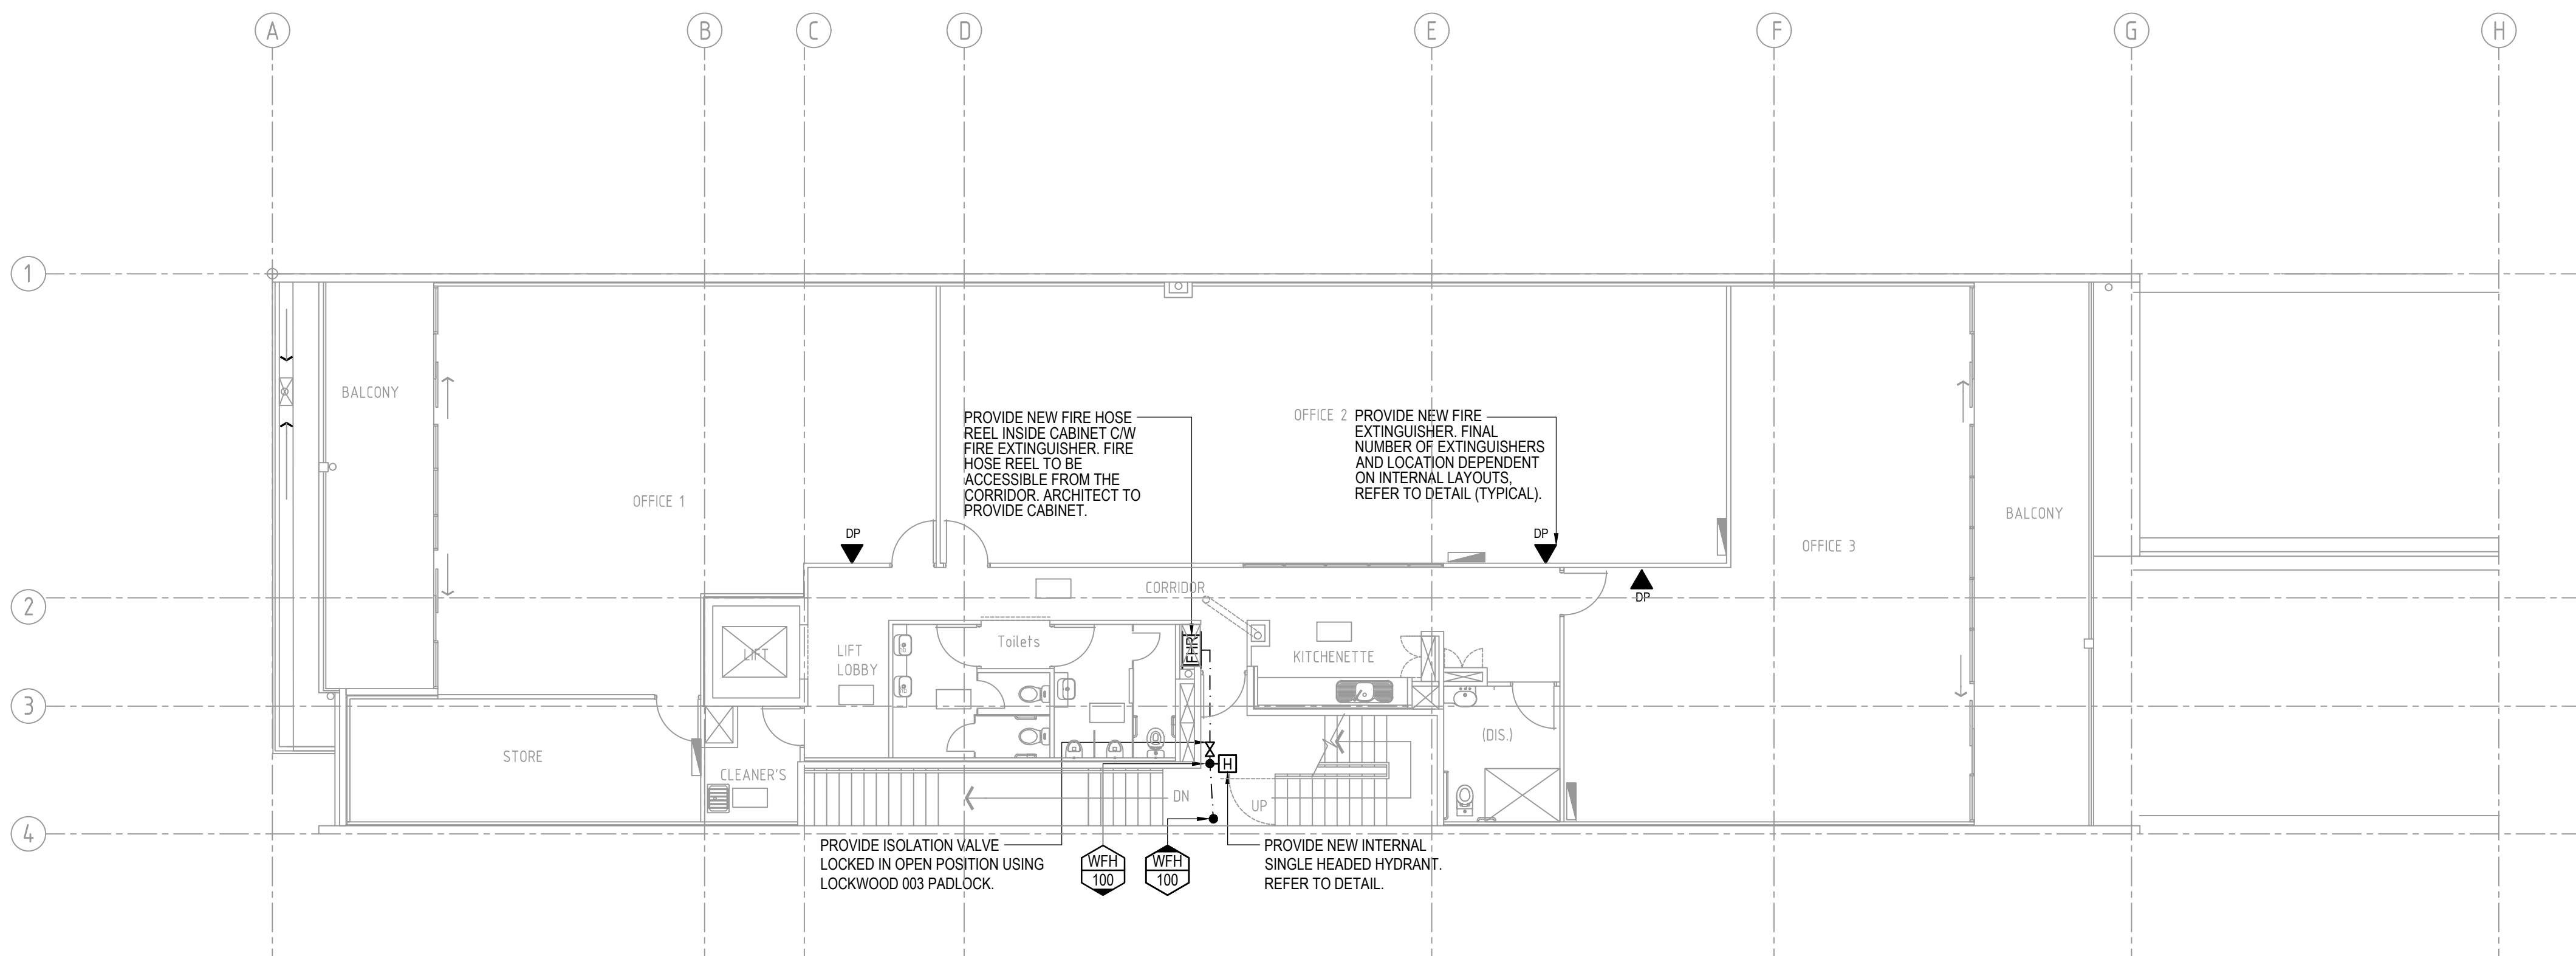 A
B
C
D
E
F
G
H
1
2
3
4
BALCONY
OFFICE 1
PROVIDE NEW FIRE HOSE
REEL INSIDE CABINET C/W
FIRE EXTINGUISHER. FIRE
HOSE REEL TO BE
ACCESSIBLE FROM THE
CORRIDOR. ARCHITECT TO
PROVIDE CABINET.
OFFICE 2
PROVIDE NEW FIRE
EXTINGUISHER. FINAL
NUMBER OF EXTINGUISHERS
AND LOCATION DEPENDENT
ON INTERNAL LAYOUTS,
REFER TO DETAIL (TYPICAL).
BALCONY
OFFICE 3
DP
DP
DP
CORRIDOR
LIFT
LIFT
LOBBY
Toilets
FHR
KITCHENETTE
STORE
CLEANER'S
(DIS.)
H
DN
UP
PROVIDE ISOLATION VALVE
LOCKED IN OPEN POSITION USING
LOCKWOOD 003 PADLOCK.
WFH
100
WFH
100
PROVIDE NEW INTERNAL
SINGLE HEADED HYDRANT.
REFER TO DETAIL.